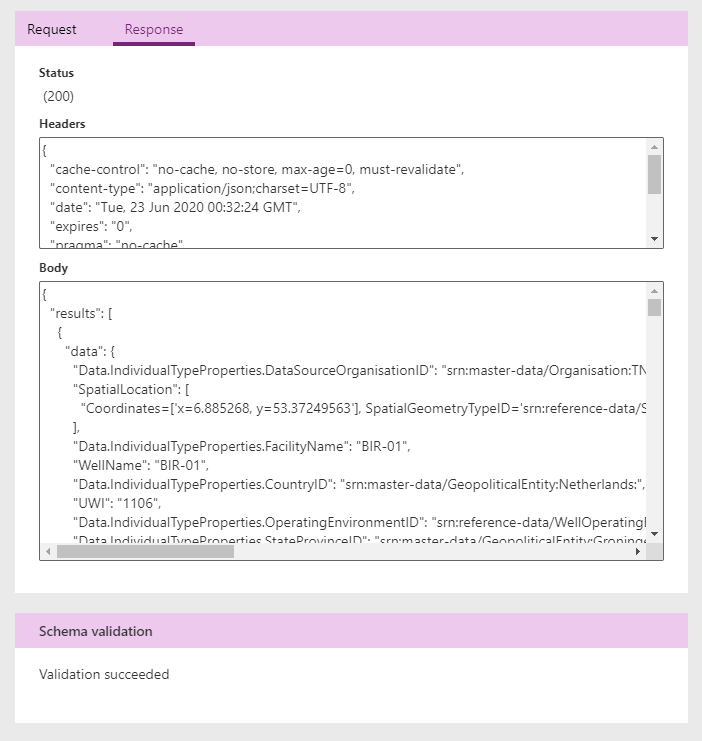 Request Response
Status
(200)
Headers
{
"cache-control": "no-cache, no-store, max-age=0, must-revalidate",
"content-type": "application/json;charset=UTF-8",
"date": "Tue, 23 Jun 2020 00:32:24 GMT",
"expires": "0",
"pragma": "no-cache"
Body
{
"results": [
{
"data": {
"Data.IndividualTypeProperties.DataSourceOrganisationID": "srn:master-data/Organisation:TN
"SpatialLocation": [
"Coordinates=['x=6.885268, y=53.37249563'], SpatialGeometryTypeID='srn:reference-data/S
],
"Data.IndividualTypeProperties.FacilityName": "BIR-01",
"WellName": "BIR-01",
"Data.IndividualTypeProperties.CountryID": "srn:master-data/GeopoliticalEntity:Netherlands:",
"UWI": "1106",
"Data.IndividualTypeProperties.OperatingEnvironmentID": "srn:reference-data/WellOperating
"Data.IndividualTypeProperties.StateProvinceID": "srn:master-data/GeopoliticalEntity:Groninge
Schema validation
Validation succeeded